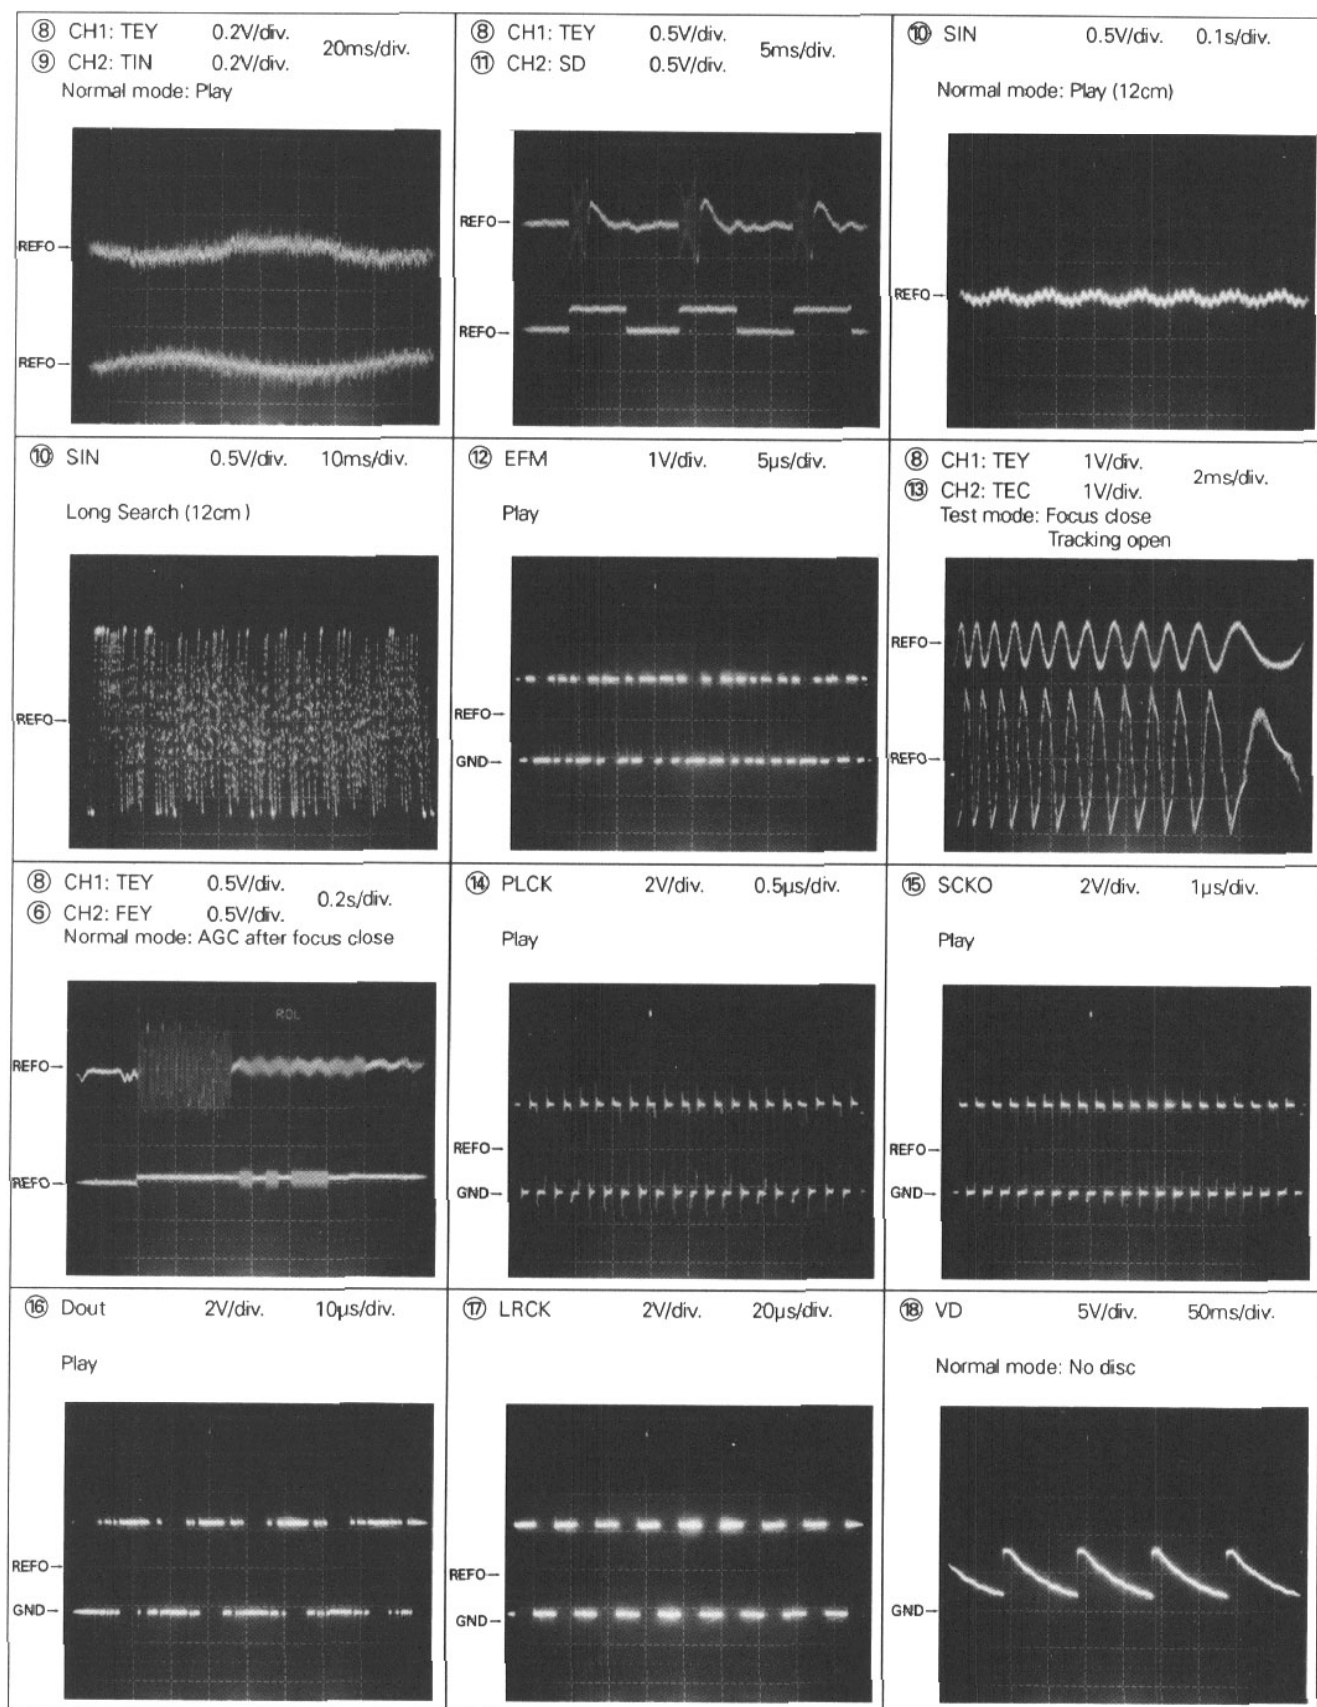 ⑧ CH1: TEY 0.2V/div. 20ms/div.
⑨ CH2: TIN 0.2V/div.
Normal mode: Play
REFO→
REFO→
⑧ CH1: TEY 0.5V/div. 5ms/div.
⑪ CH2: SD 0.5V/div.
REFO→
REFO→
⑩ SIN 0.5V/div. 0.1s/div.
Normal mode: Play (12cm)
REFO→
⑩ SIN 0.5V/div. 10ms/div.
Long Search (12cm)
REFO→
⑫ EFM 1V/div. 5μs/div.
Play
REFO→
GND→
⑧ CH1: TEY 1V/div. 2ms/div.
⑬ CH2: TEC 1V/div.
Test mode: Focus close
Tracking open
REFO→
REFO→
⑧ CH1: TEY 0.5V/div. 0.2s/div.
⑥ CH2: FEY 0.5V/div.
Normal mode: AGC after focus close
ROL
REFO→
REFO→
⑭ PLCK 2V/div. 0.5μs/div.
Play
REFO→
GND→
⑮ SCKO 2V/div. 1μs/div.
Play
REFO→
GND→
⑯ Dout 2V/div. 10μs/div.
Play
REFO→
GND→
⑰ LRCK 2V/div. 20μs/div.
REFO→
GND→
⑱ VD 5V/div. 50ms/div.
Normal mode: No disc
GND→